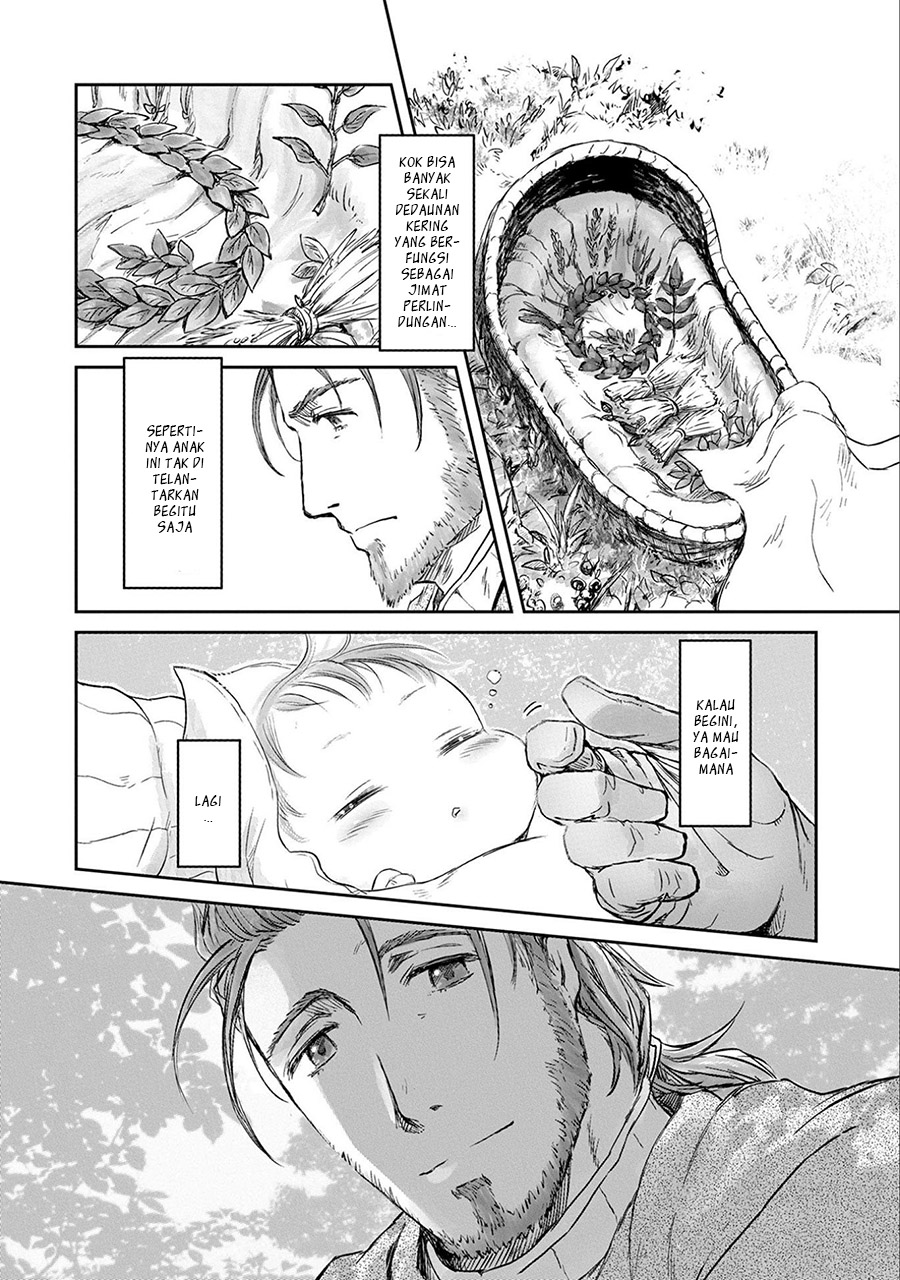 KOK BISA
BANYAK
SEKALI
DEDAUNAN
KERING
YANG BER-
FUNGSI
SEBAGAI
JIMAT
PERLIN-
DUNGAN...
SEPERTI-
NYA ANAK
INI TAK DI
TELAN-
TARKAN
BEGITU
SAJA
KALAU
BEGINI,
YA MAU
BAGAI-
MANA
LAGI
...